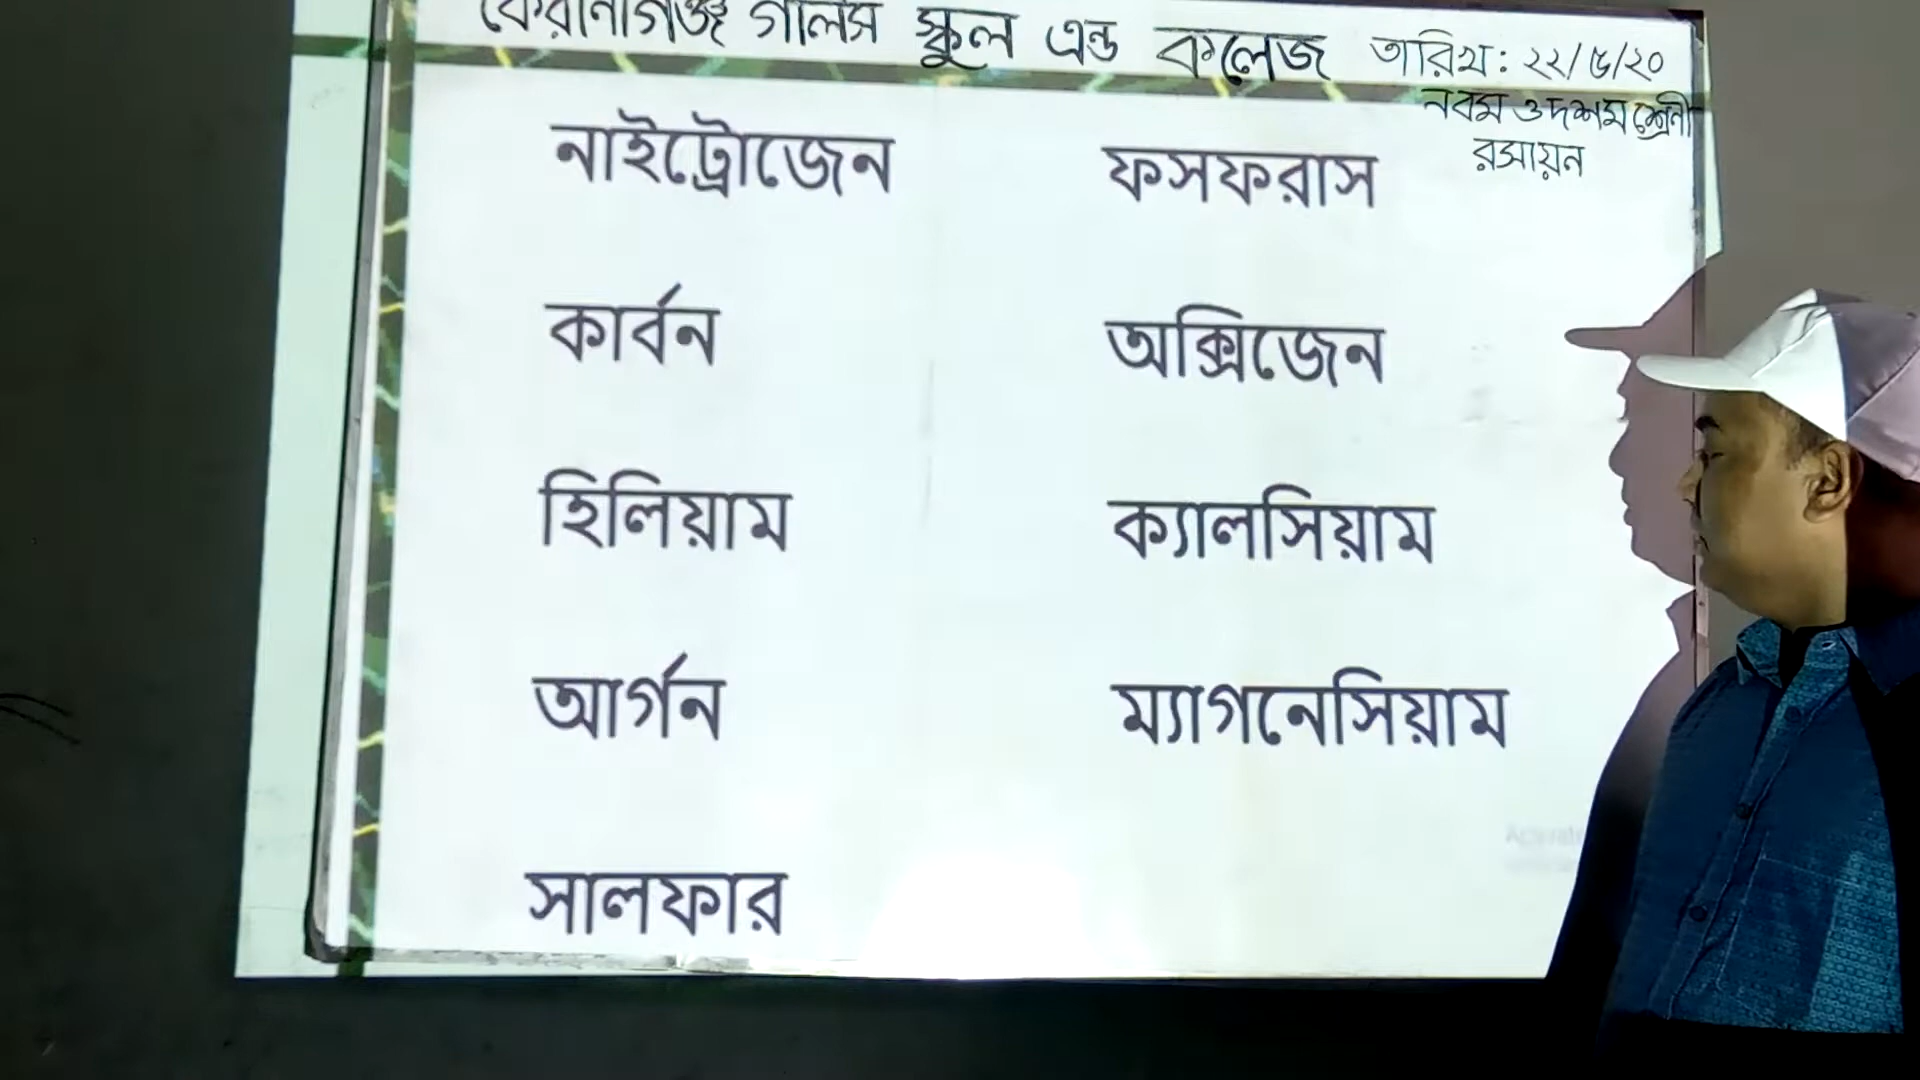 কেরানীগঞ্জ গার্লস স্কুল এন্ড কলেজ তারিখ: ২২/৫/২০
নবম ও দশম শ্রেনী
রসায়ন
নাইট্রোজেন ফসফরাস
কার্বন অক্সিজেন
হিলিয়াম ক্যালসিয়াম
আর্গন ম্যাগনেসিয়াম
সালফার